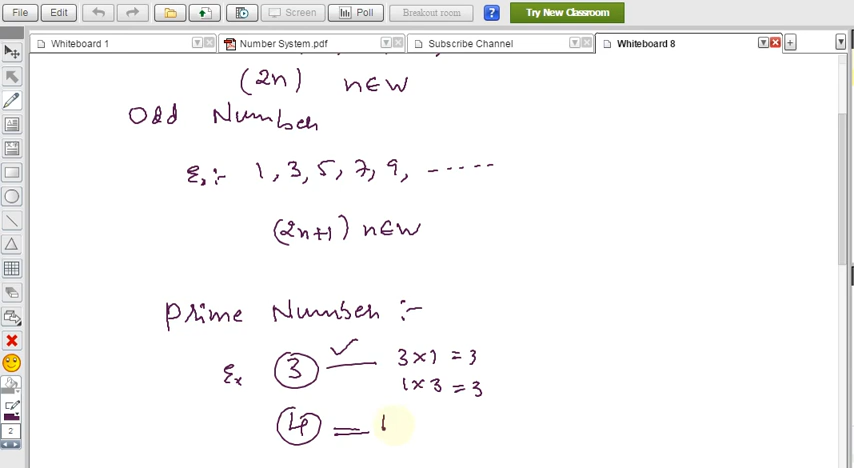 File Edit Screen Poll Breakout room ? Try New Classroom
Whiteboard 1 Number System.pdf Subscribe Channel Whiteboard 8
(2n) n∈W
Odd Number
Ex:- 1, 3, 5, 7, 9, -----
(2n+1) n∈W
Prime Number :-
Ex 3 ✓ 3×1 = 3
1×3 = 3
4 = 1
2